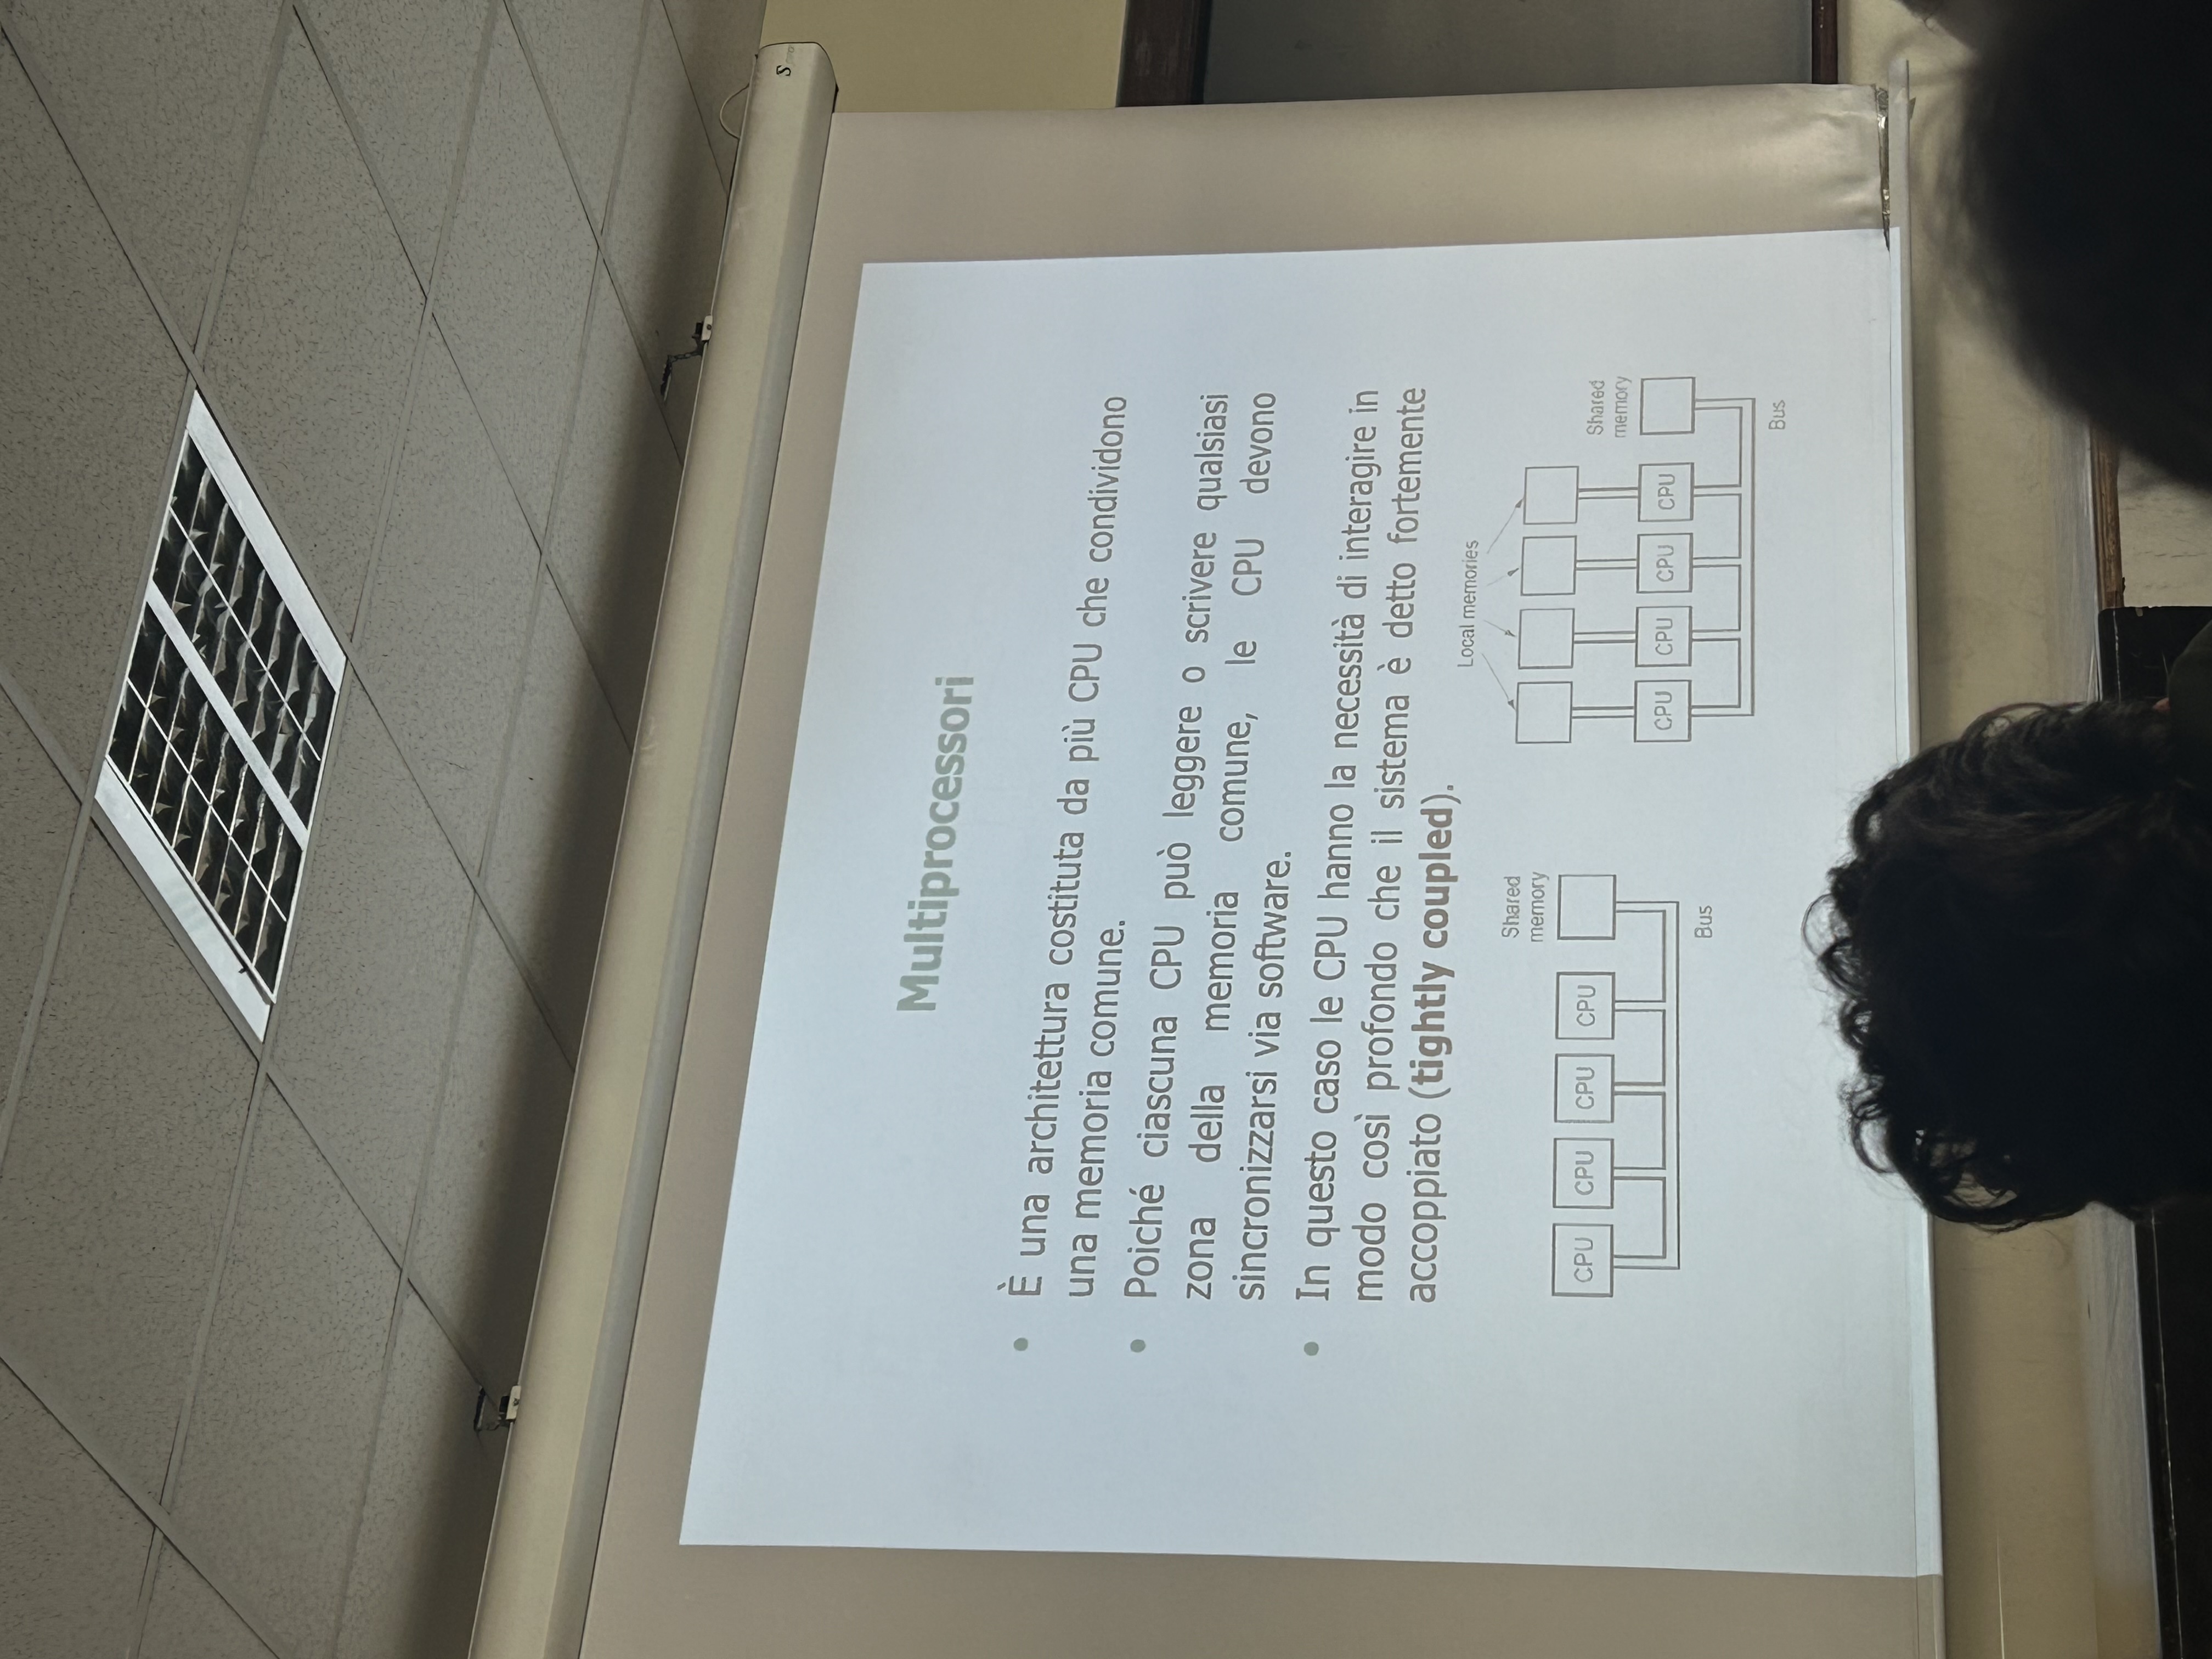 Multiprocessori
• È una architettura costituta da più CPU che condividono
una memoria comune.
• Poiché ciascuna CPU può leggere o scrivere qualsiasi
zona della memoria comune, le CPU devono
sincronizzarsi via software.
• In questo caso le CPU hanno la necessità di interagire in
modo così profondo che il sistema è detto fortemente
accoppiato (tightly coupled).
Shared
memory
CPU CPU CPU CPU
Bus
Local memories
Shared
memory
CPU CPU CPU CPU
Bus